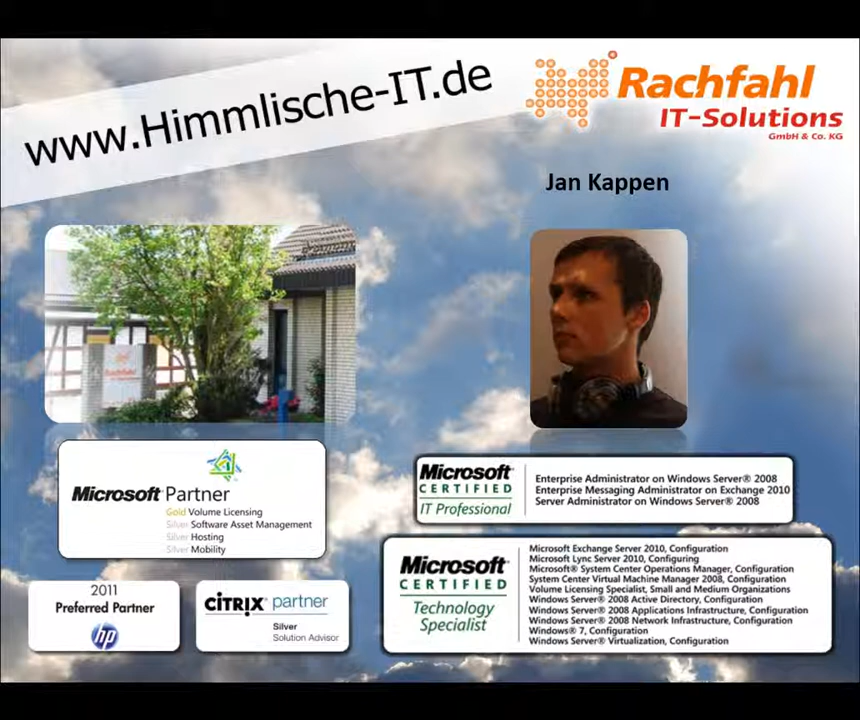 www.Himmlische-IT.de
Rachfahl
IT-Solutions
GmbH & Co. KG
Jan Kappen
Rachfahl
IT-Solutions
Microsoft Partner
Gold Volume Licensing
Silver Software Asset Management
Silver Hosting
Silver Mobility
2011
Preferred Partner
hp
CITRIX partner
Silver
Solution Advisor
Microsoft
CERTIFIED
IT Professional
Enterprise Administrator on Windows Server® 2008
Enterprise Messaging Administrator on Exchange 2010
Server Administrator on Windows Server® 2008
Microsoft
CERTIFIED
Technology
Specialist
Microsoft Exchange Server 2010, Configuration
Microsoft Lync Server 2010, Configuring
Microsoft® System Center Operations Manager, Configuration
System Center Virtual Machine Manager 2008, Configuration
Volume Licensing Specialist, Small and Medium Organizations
Windows Server® 2008 Active Directory, Configuration
Windows Server® 2008 Applications Infrastructure, Configuration
Windows Server® 2008 Network Infrastructure, Configuration
Windows® 7, Configuration
Windows Server® Virtualization, Configuration